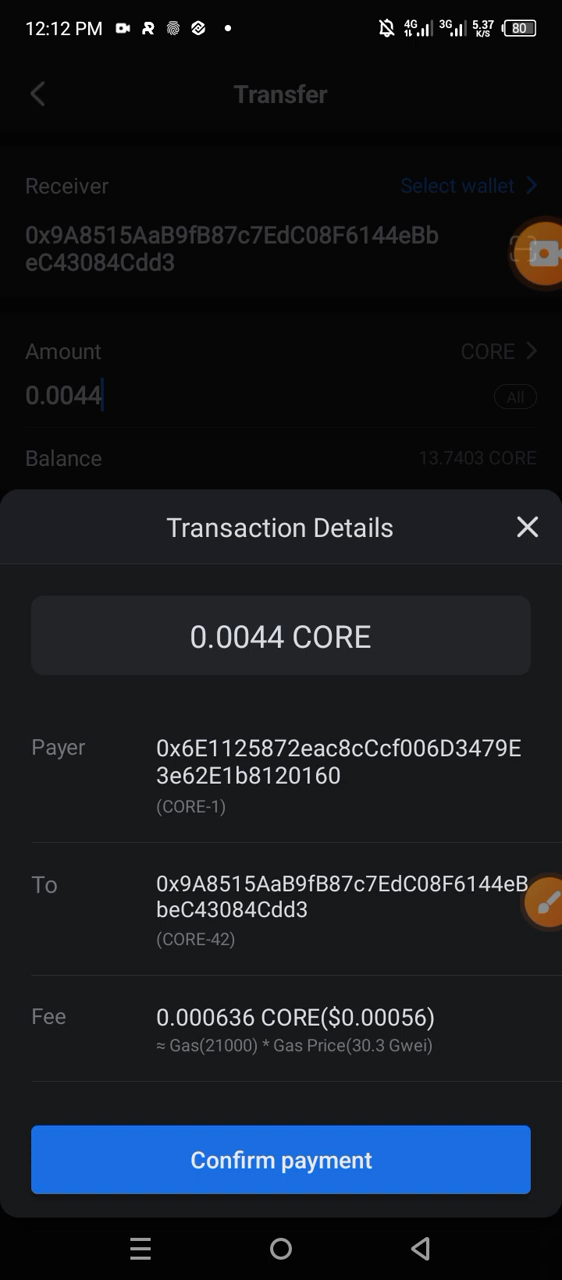 12:12 PM
4G
3G
5.37
K/S
80
Transfer
Receiver
Select wallet
0x9A8515AaB9fB87c7EdC08F6144eBb
eC43084Cdd3
Amount
CORE
0.0044
All
Balance
13.7403 CORE
Transaction Details
0.0044 CORE
Payer
0x6E1125872eac8cCcf006D3479E
3e62E1b8120160
(CORE-1)
To
0x9A8515AaB9fB87c7EdC08F6144eB
beC43084Cdd3
(CORE-42)
Fee
0.000636 CORE($0.00056)
≈ Gas(21000) * Gas Price(30.3 Gwei)
Confirm payment